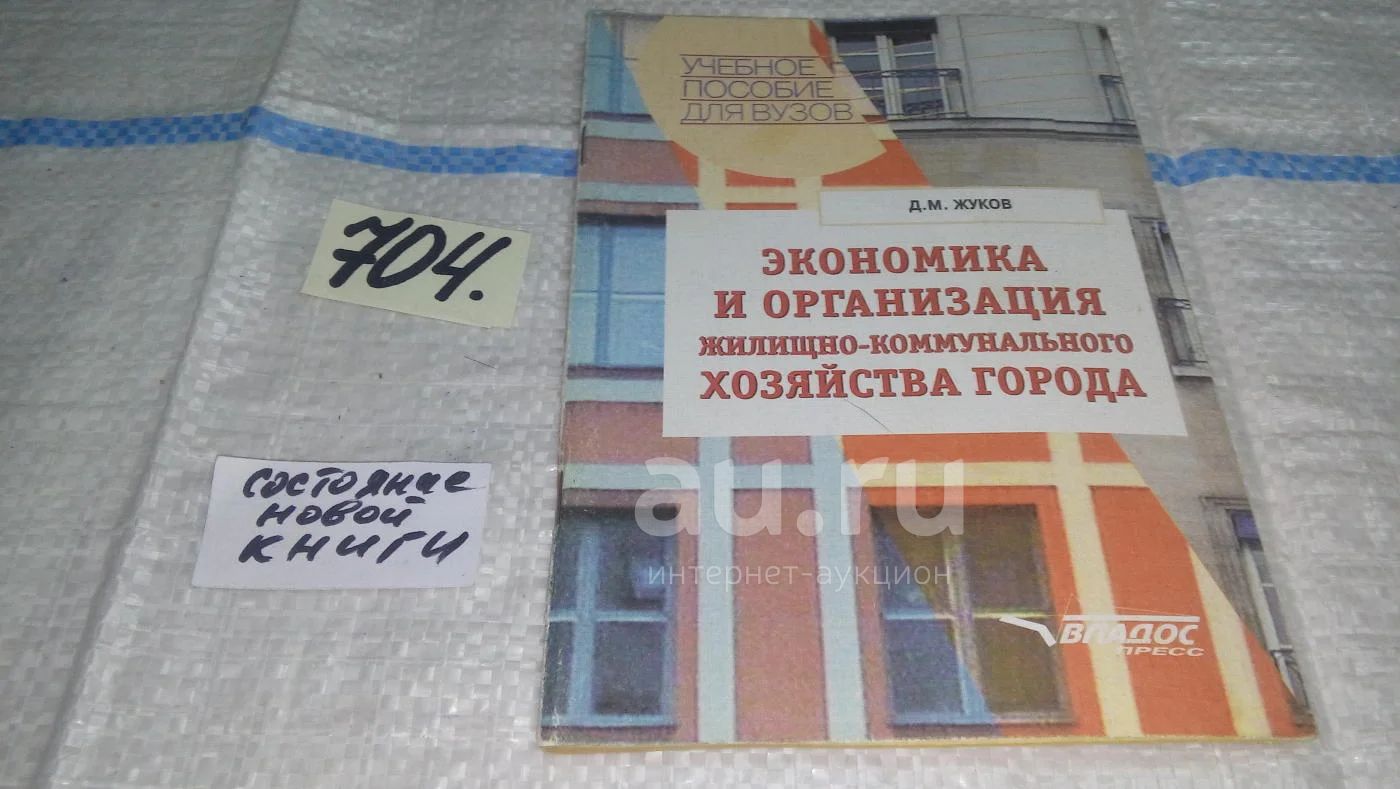 УЧЕБНОЕ
ПОСОБИЕ
ДЛЯ ВУЗОВ
Д.М. ЖУКОВ
ЭКОНОМИКА
И ОРГАНИЗАЦИЯ
ЖИЛИЩНО-КОММУНАЛЬНОГО
ХОЗЯЙСТВА ГОРОДА
704.
состояние
новой
книги
au.ru
интернет-аукцион
ВЛАДОС
ПРЕСС